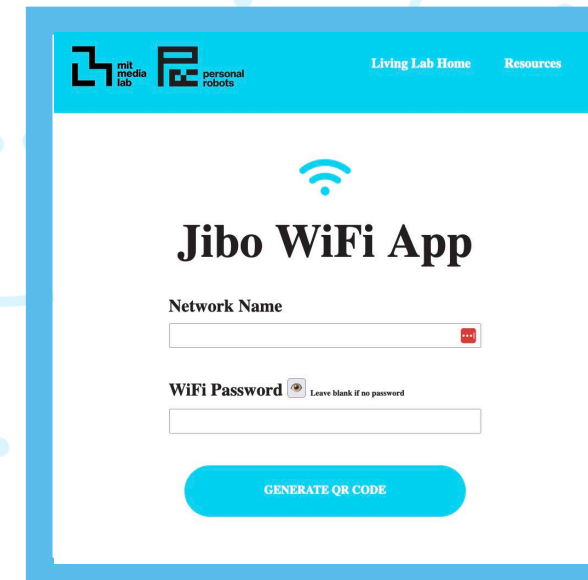 mit
media
lab
personal
robots
Living Lab Home Resources
Jibo WiFi App
Network Name
WiFi Password Leave blank if no password
GENERATE QR CODE